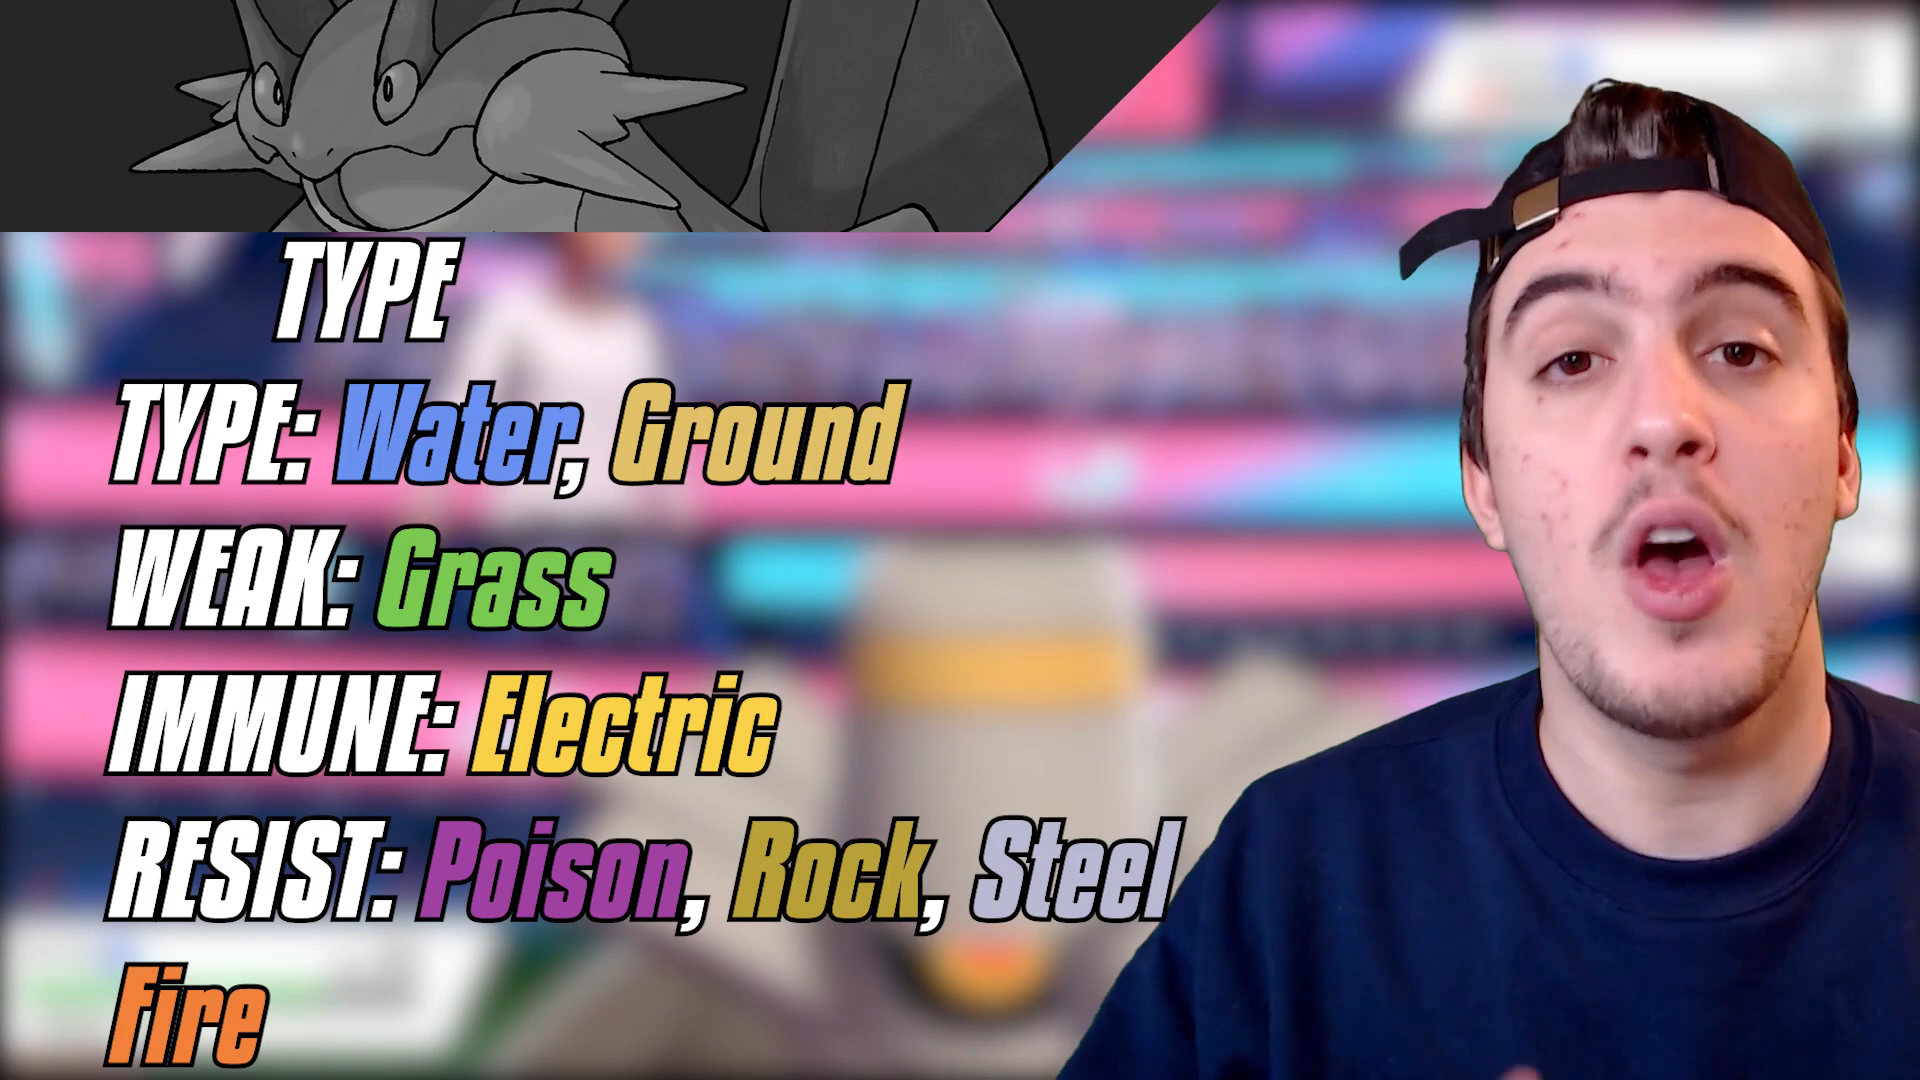 TYPE
TYPE: Water, Ground
WEAK: Grass
IMMUNE: Electric
RESIST: Poison, Rock, Steel
Fire